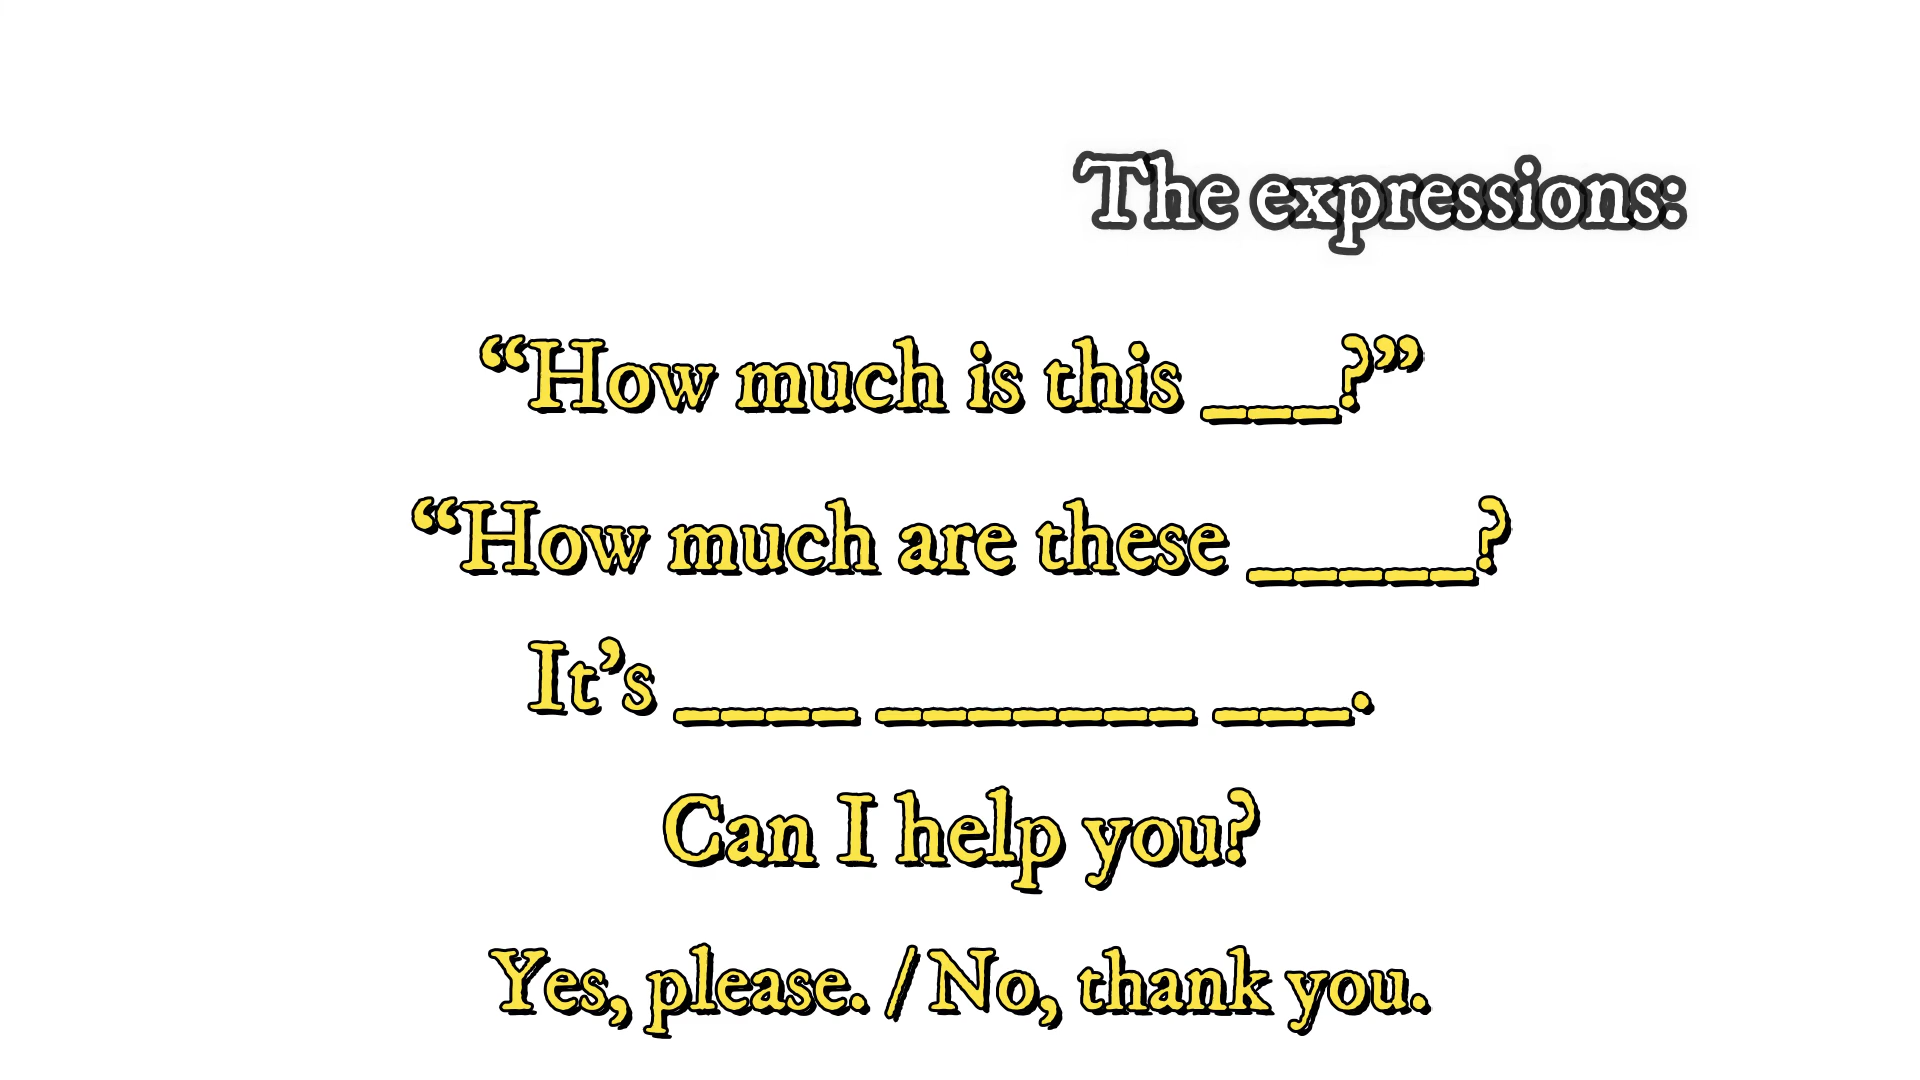 The expressions:
“How much is this ___?”
“How much are these _____?
It’s ____ _______ ___.
Can I help you?
Yes, please. / No, thank you.